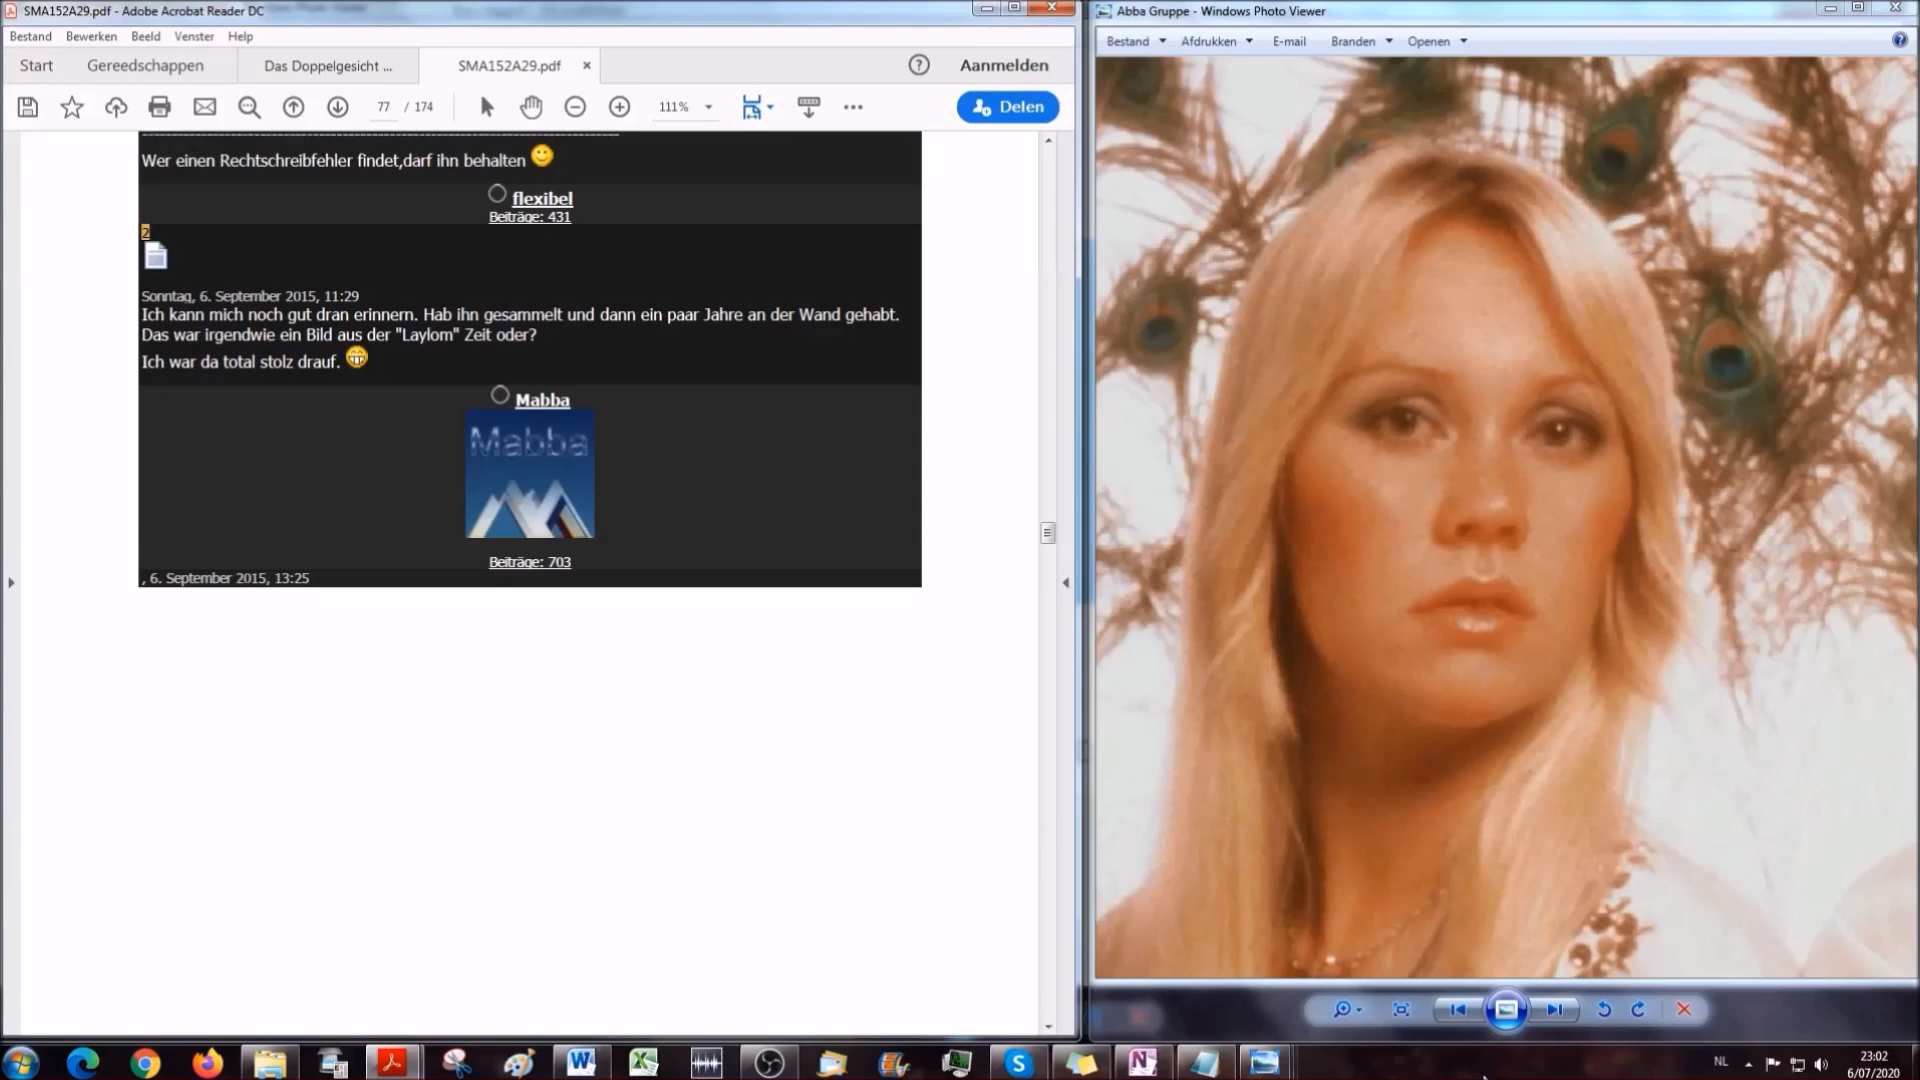 SMA152A29.pdf - Adobe Acrobat Reader DC
Bestand Bewerken Beeld Venster Help
Start Gereedschappen Das Doppelgesicht ... SMA152A29.pdf × ? Aanmelden
77 / 174 111% Delen
Wer einen Rechtschreibfehler findet,darf ihn behalten
flexibel
Beiträge: 431
2
Sonntag, 6. September 2015, 11:29
Ich kann mich noch gut dran erinnern. Hab ihn gesammelt und dann ein paar Jahre an der Wand gehabt.
Das war irgendwie ein Bild aus der "Laylom" Zeit oder?
Ich war da total stolz drauf.
Mabba
Mabba
Beiträge: 703
, 6. September 2015, 13:25
Abba Gruppe - Windows Photo Viewer
Bestand Afdrukken E-mail Branden Openen
NL
23:02
6/07/2020